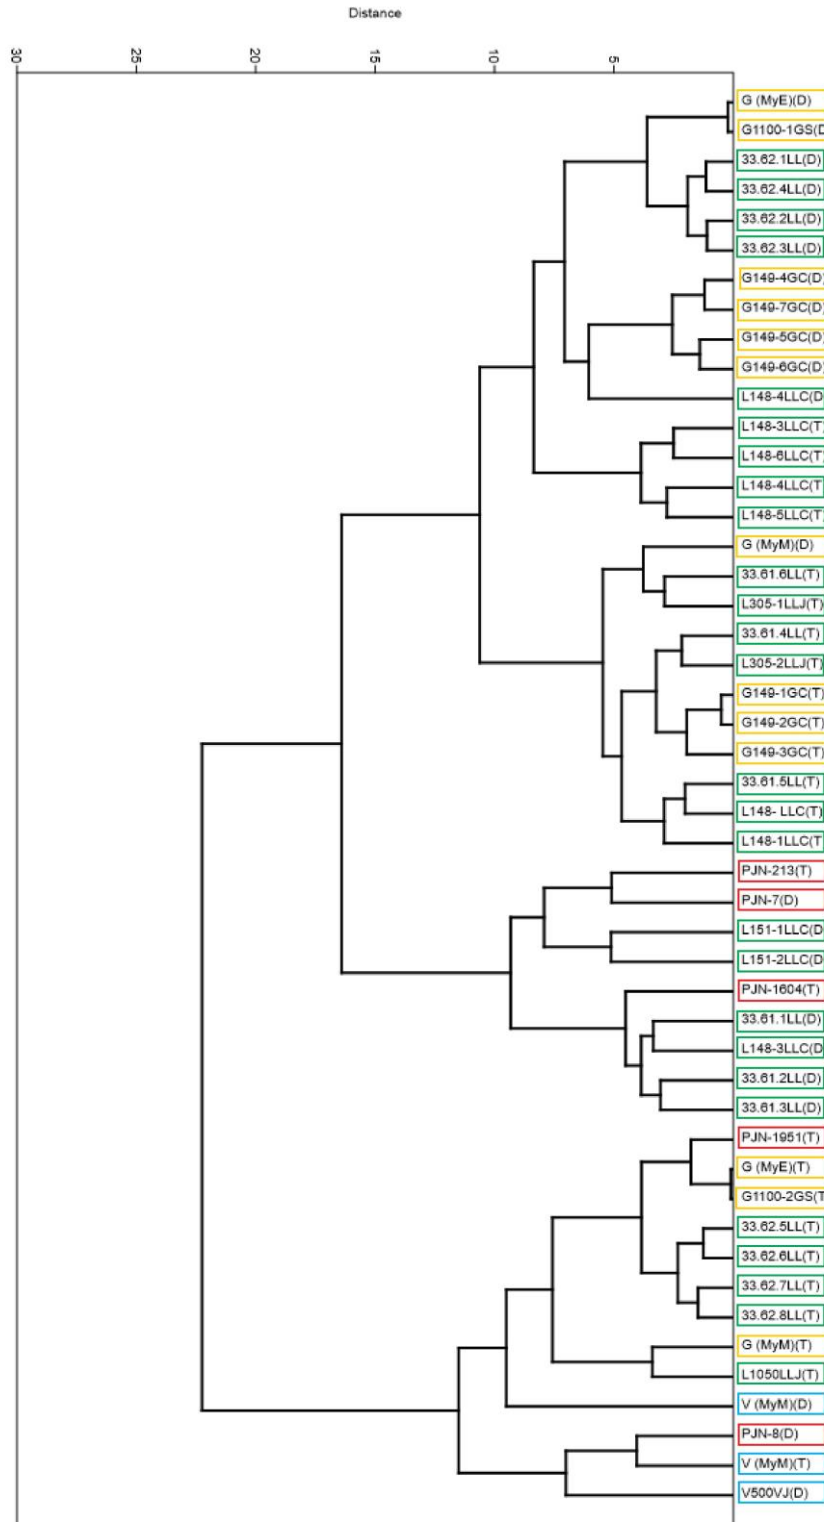 Distance
30
25
20
15
10
5
G (MyE)(D)
G1100-1GS(D
33.62.1LL(D)
33.62.4LL(D)
33.62.2LL(D)
33.62.3LL(D)
G149-4GC(D)
G149-7GC(D)
G149-5GC(D)
G149-6GC(D)
L148-4LLC(D
L148-3LLC(T)
L148-6LLC(T)
L148-4LLC(T
L148-5LLC(T)
G (MyM)(D)
33.61.6LL(T)
L305-1LLJ(T)
33.61.4LL(T)
L305-2LLJ(T)
G149-1GC(T)
G149-2GC(T)
G149-3GC(T)
33.61.5LL(T)
L148- LLC(T)
L148-1LLC(T
PJN-213(T)
PJN-7(D)
L151-1LLC(D
L151-2LLC(D
PJN-1604(T)
33.61.1LL(D)
L148-3LLC(D
33.61.2LL(D)
33.61.3LL(D)
PJN-1951(T)
G (MyE)(T)
G1100-2GS(T
33.62.5LL(T)
33.62.6LL(T)
33.62.7LL(T)
33.62.8LL(T)
G (MyM)(T)
L1050LLJ(T)
V (MyM)(D)
PJN-8(D)
V (MyM)(T)
V500VJ(D)